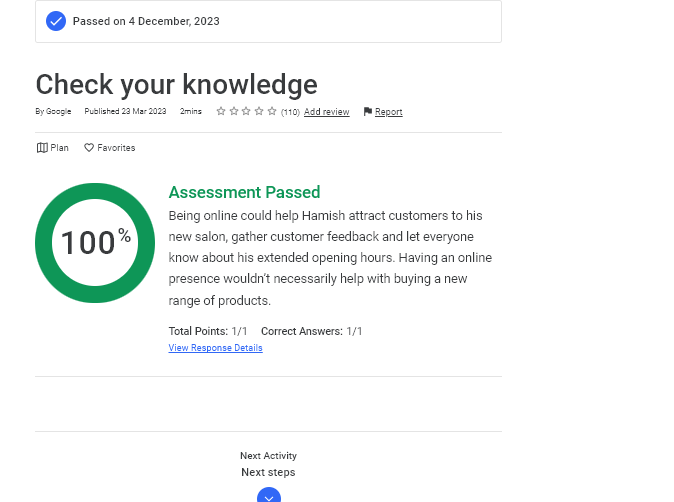 Passed on 4 December, 2023
Check your knowledge
By Google Published 23 Mar 2023 2mins (110) Add review Report
Plan Favorites
100%
Assessment Passed
Being online could help Hamish attract customers to his
new salon, gather customer feedback and let everyone
know about his extended opening hours. Having an online
presence wouldn't necessarily help with buying a new
range of products.
Total Points: 1/1 Correct Answers: 1/1
View Response Details
Next Activity
Next steps